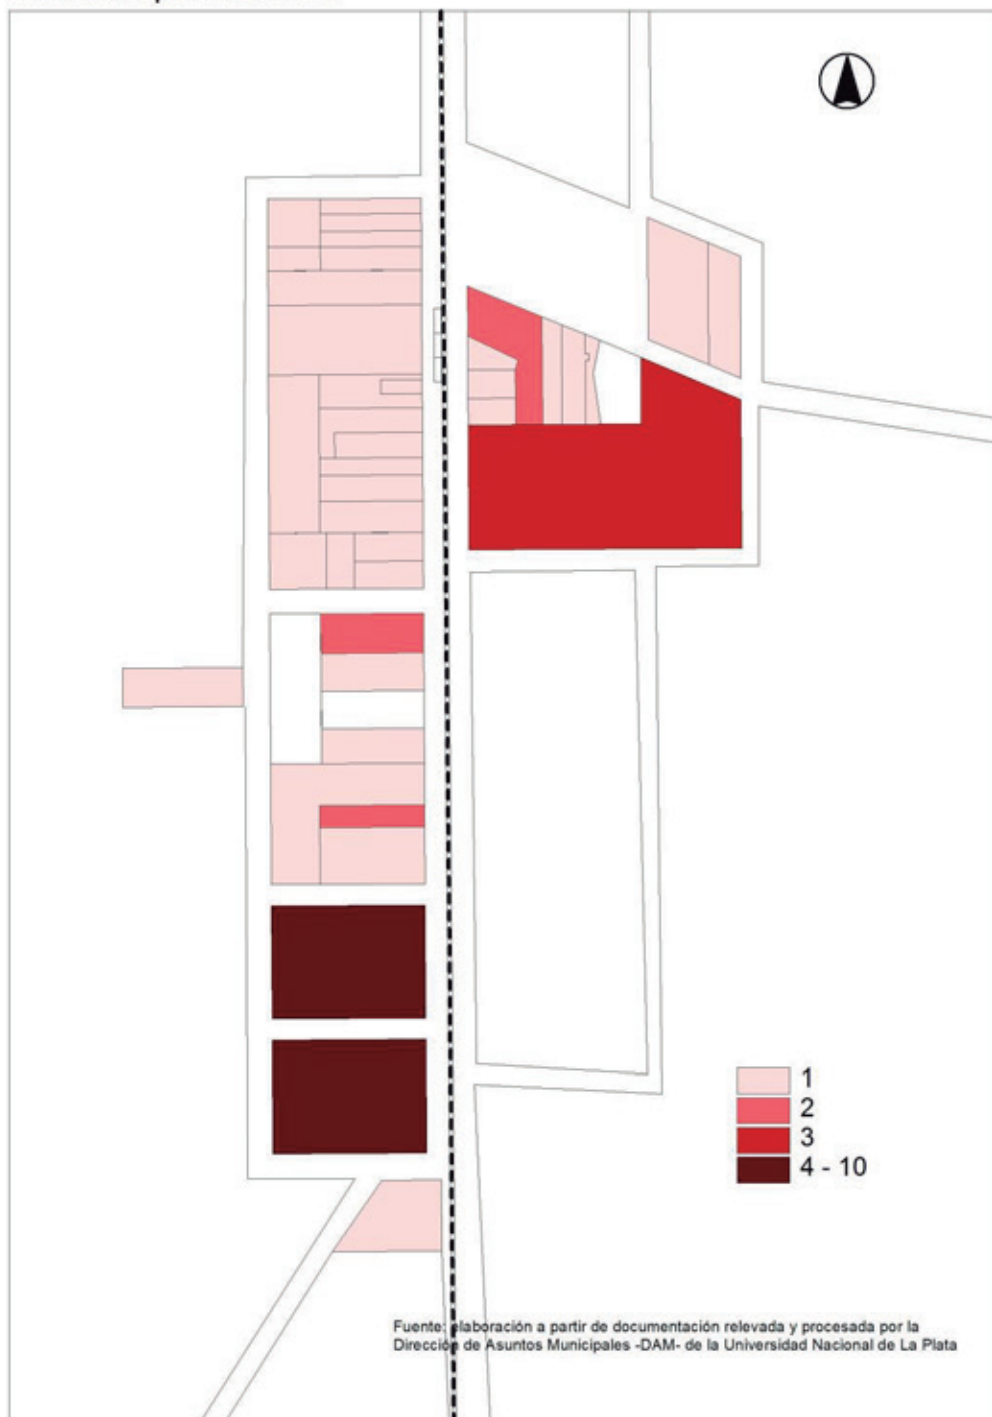 1
2
3
4 - 10
Fuente: elaboración a partir de documentación relevada y procesada por la
Dirección de Asuntos Municipales -DAM- de la Universidad Nacional de La Plata